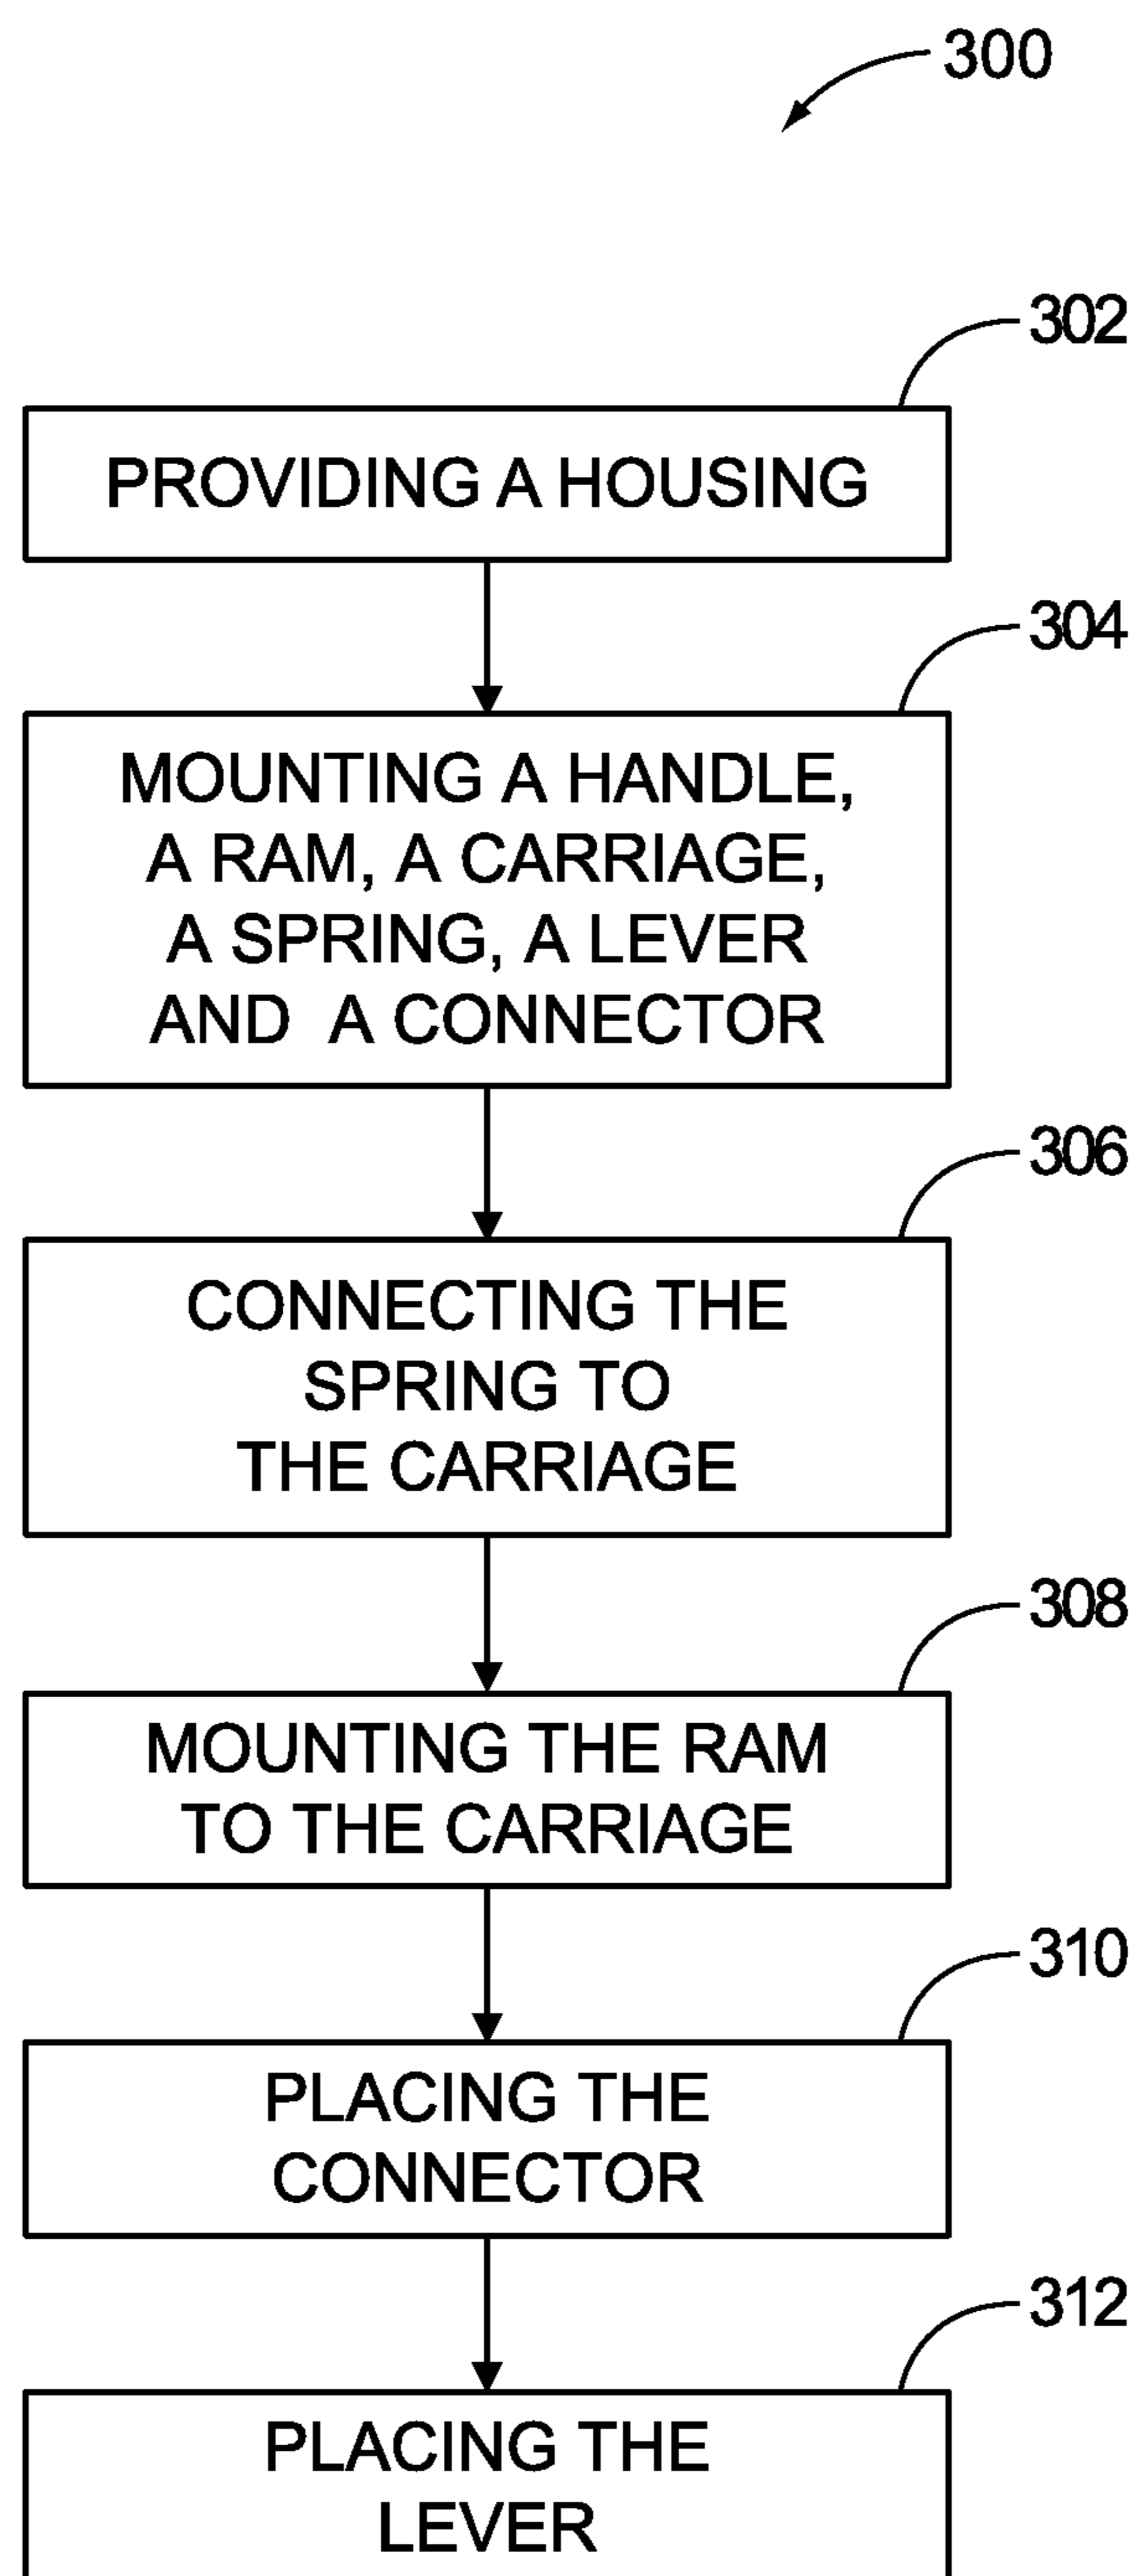 300
302
PROVIDING A HOUSING
304
MOUNTING A HANDLE,
A RAM, A CARRIAGE,
A SPRING, A LEVER
AND A CONNECTOR
306
CONNECTING THE
SPRING TO
THE CARRIAGE
308
MOUNTING THE RAM
TO THE CARRIAGE
310
PLACING THE
CONNECTOR
312
PLACING THE
LEVER